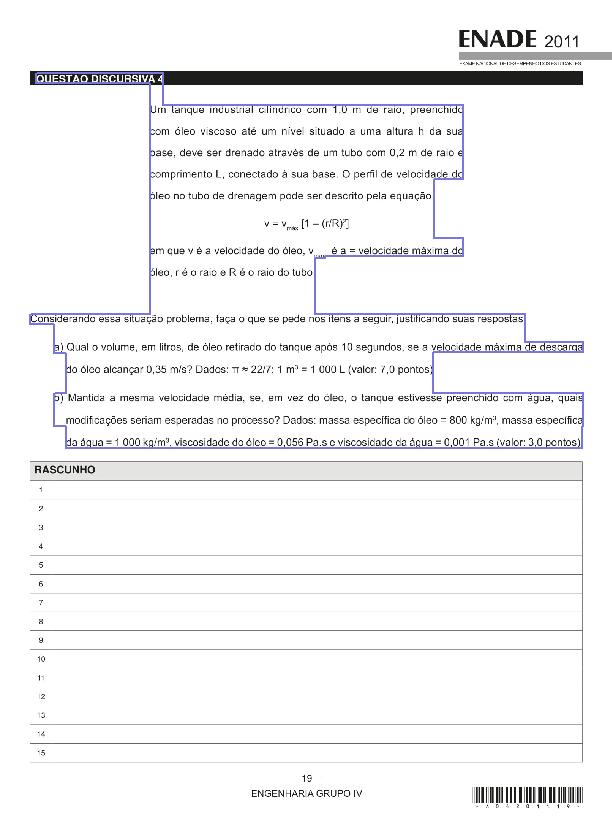 ENADE 2011
EXAME NACIONAL DE DESEMPENHO DOS ESTUDANTES
QUESTÃO DISCURSIVA 4
Um tanque industrial cilíndrico com 1,0 m de raio, preenchido
com óleo viscoso até um nível situado a uma altura h da sua
base, deve ser drenado através de um tubo com 0,2 m de raio e
comprimento L, conectado à sua base. O perfil de velocidade do
óleo no tubo de drenagem pode ser descrito pela equação
v = vmáx [1 – (r/R)²]
em que v é a velocidade do óleo, vmáx é a = velocidade máxima do
óleo, r é o raio e R é o raio do tubo
Considerando essa situação problema, faça o que se pede nos itens a seguir, justificando suas respostas
a) Qual o volume, em litros, de óleo retirado do tanque após 10 segundos, se a velocidade máxima de descarga
do óleo alcançar 0,35 m/s? Dados: π ≈ 22/7; 1 m³ = 1 000 L (valor: 7,0 pontos)
b) Mantida a mesma velocidade média, se, em vez do óleo, o tanque estivesse preenchido com água, quais
modificações seriam esperadas no processo? Dados: massa específica do óleo = 800 kg/m³, massa específica
da água = 1 000 kg/m³, viscosidade do óleo = 0,056 Pa.s e viscosidade da água = 0,001 Pa.s (valor: 3,0 pontos)
RASCUNHO
1
2
3
4
5
6
7
8
9
10
11
12
13
14
15
19
ENGENHARIA GRUPO IV